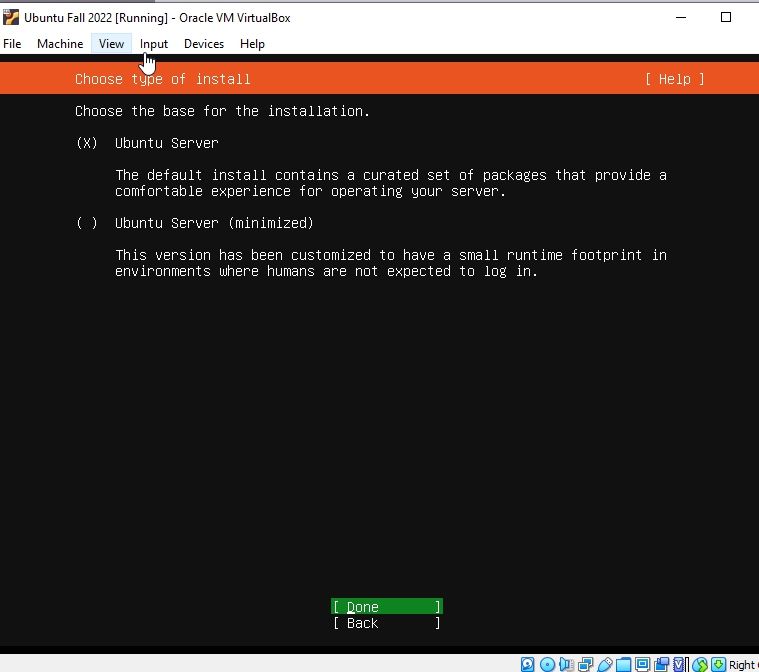 Ubuntu Fall 2022 [Running] - Oracle VM VirtualBox
File Machine View Input Devices Help
Choose type of install [ Help ]
Choose the base for the installation.
(X) Ubuntu Server
The default install contains a curated set of packages that provide a
comfortable experience for operating your server.
( ) Ubuntu Server (minimized)
This version has been customized to have a small runtime footprint in
environments where humans are not expected to log in.
[ Done ]
[ Back ]
Right